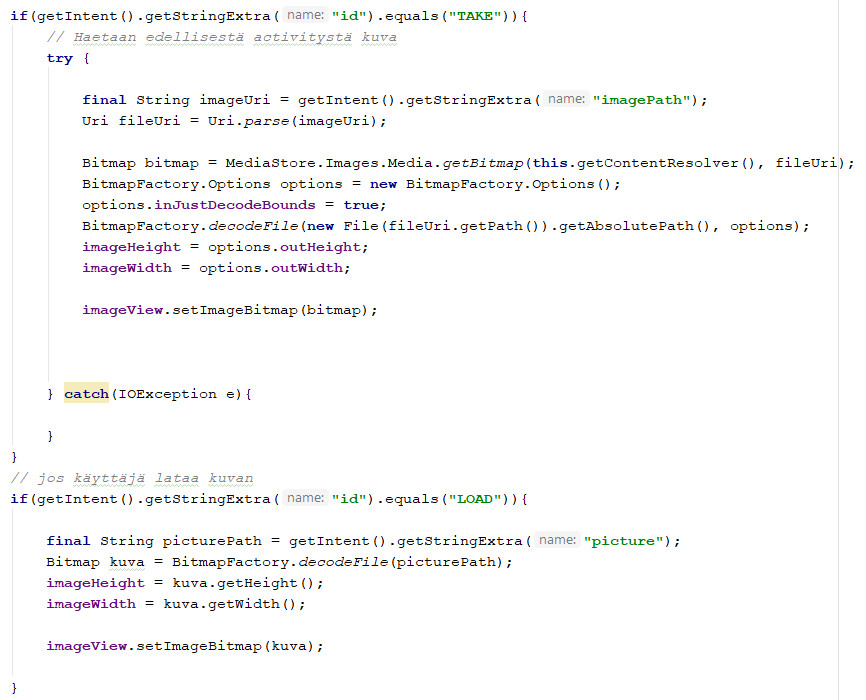 if(getIntent().getStringExtra( name: "id").equals("TAKE")){
// Haetaan edellisestä activitystä kuva
try {
final String imageUri = getIntent().getStringExtra( name: "imagePath");
Uri fileUri = Uri.parse(imageUri);
Bitmap bitmap = MediaStore.Images.Media.getBitmap(this.getContentResolver(), fileUri);
BitmapFactory.Options options = new BitmapFactory.Options();
options.inJustDecodeBounds = true;
BitmapFactory.decodeFile(new File(fileUri.getPath()).getAbsolutePath(), options);
imageHeight = options.outHeight;
imageWidth = options.outWidth;
imageView.setImageBitmap(bitmap);
} catch(IOException e){
}
}
// jos käyttäjä lataa kuvan
if(getIntent().getStringExtra( name: "id").equals("LOAD")){
final String picturePath = getIntent().getStringExtra( name: "picture");
Bitmap kuva = BitmapFactory.decodeFile(picturePath);
imageHeight = kuva.getHeight();
imageWidth = kuva.getWidth();
imageView.setImageBitmap(kuva);
}